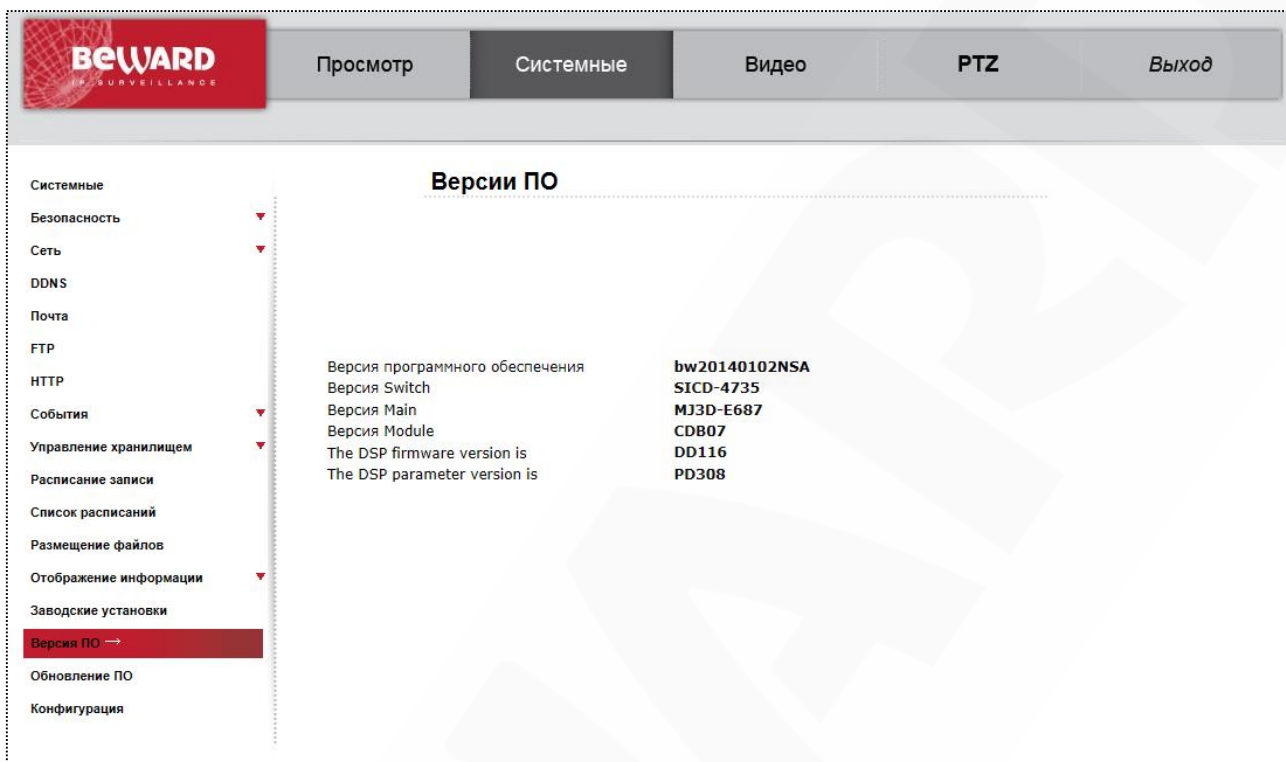 BEWARD
IP SURVEILLANCE
Просмотр
Системные
Видео
PTZ
Выход
Системные
Безопасность
Сеть
DDNS
Почта
FTP
HTTP
События
Управление хранилищем
Расписание записи
Список расписаний
Размещение файлов
Отображение информации
Заводские установки
Версия ПО →
Обновление ПО
Конфигурация
Версии ПО
Версия программного обеспечения bw20140102NSA
Версия Switch SICD-4735
Версия Main MJ3D-E687
Версия Module CDB07
The DSP firmware version is DD116
The DSP parameter version is PD308